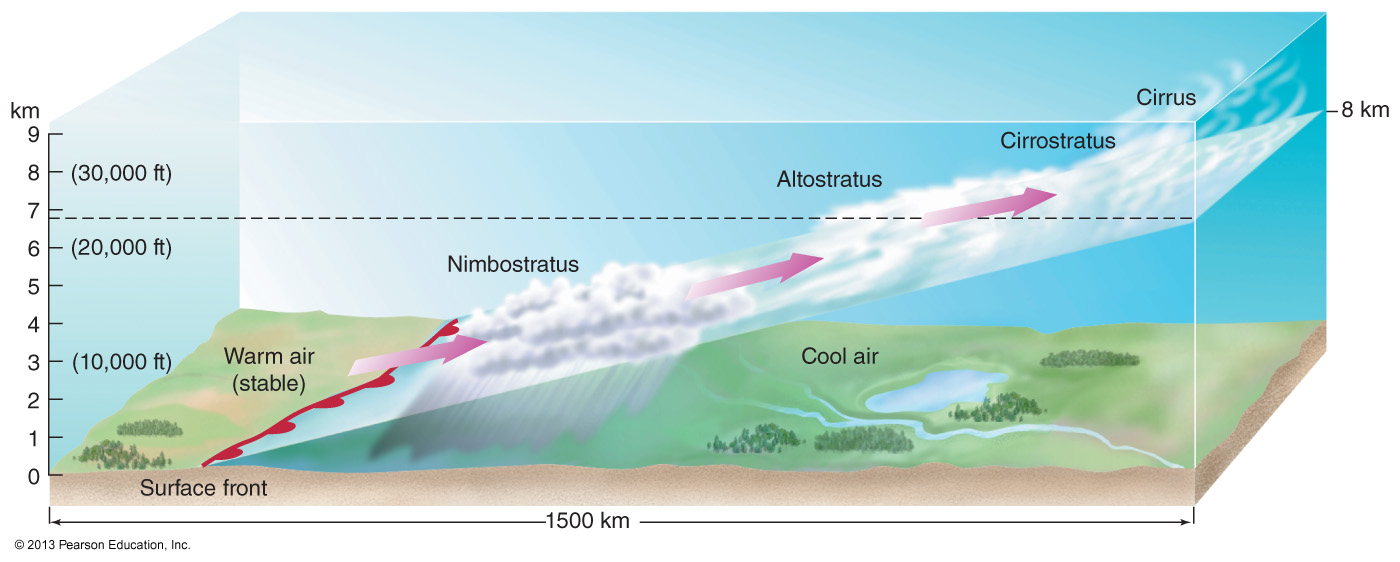 Cirrus
km
8 km
9
Cirrostratus
8
(30,000 ft)
Altostratus
7
6
(20,000 ft)
Nimbostratus
5
4
3
(10,000 ft)
Warm air
(stable)
Cool air
2
1
0
Surface front
1500 km
© 2013 Pearson Education, Inc.